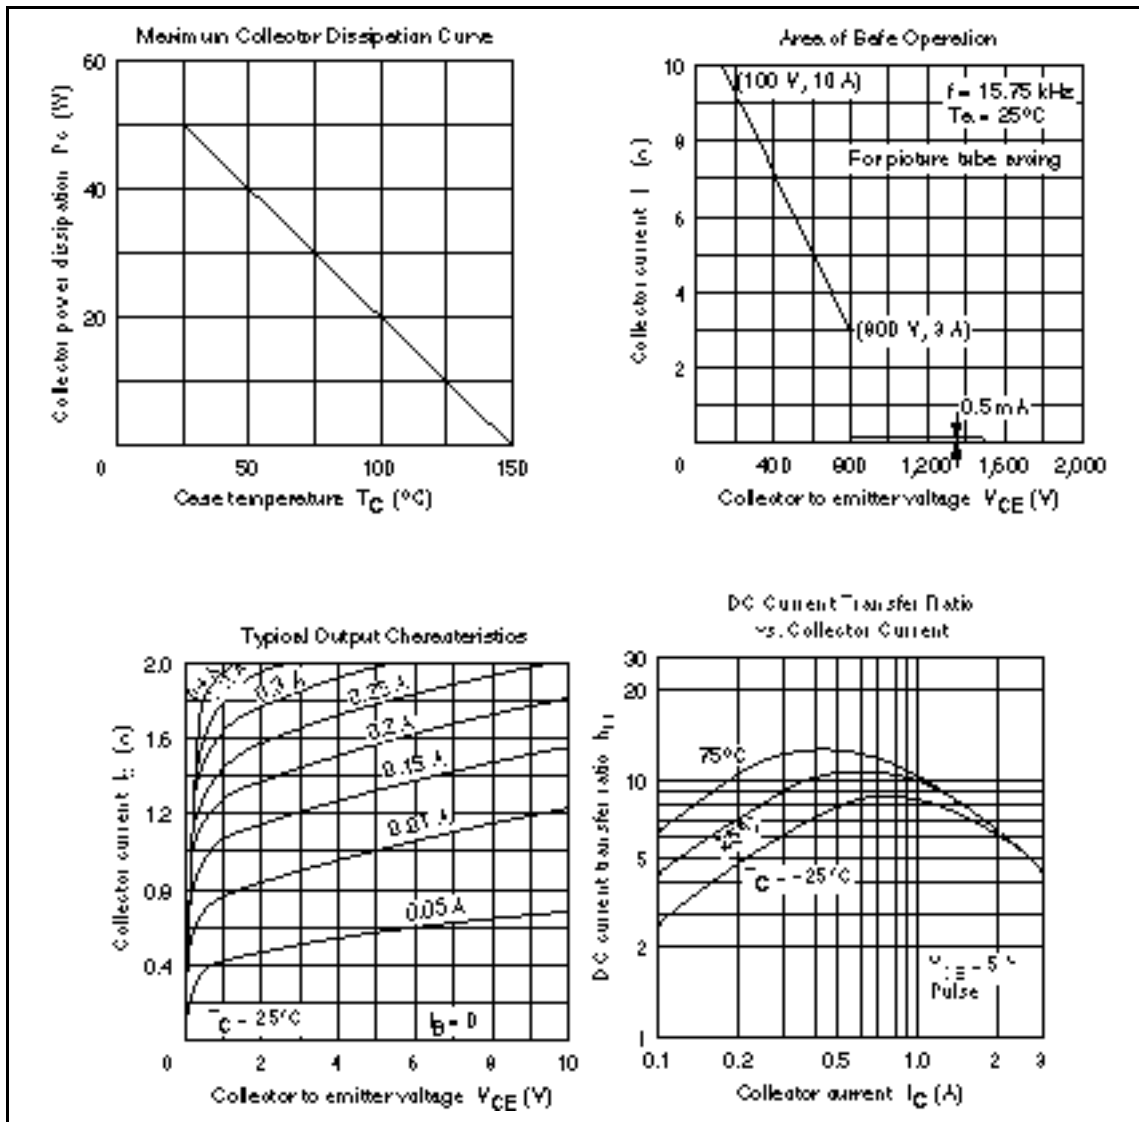 Maximum Collector Dissipation Curve
Collector power dissipation Pc (W)
60
40
20
0
50
100
150
Case temperature TC (°C)
Area of Safe Operation
Collector current
10
8
6
4
2
0
400
800
1,200
1,600
2,000
(100 V, 10 A)
f = 15.75 kHz
Ta = 25°C
For picture tube arcing
(800 V, 3 A)
0.5 mA
Collector to emitter voltage VCE (V)
Typical Output Characteristics
Collector current IC (A)
2.0
1.6
1.2
0.8
0.4
0
2
4
6
8
10
0.3 A
0.25 A
0.2 A
0.15 A
0.05 A
TC = 25°C
IB = 0
Collector to emitter voltage VCE (V)
DC Current Transfer Ratio
vs. Collector Current
DC current transfer ratio
30
20
10
5
2
1
0.1
0.2
0.5
1.0
2
3
75°C
25°C
TC = –25°C
VCE = 5 V
Pulse
Collector current IC (A)